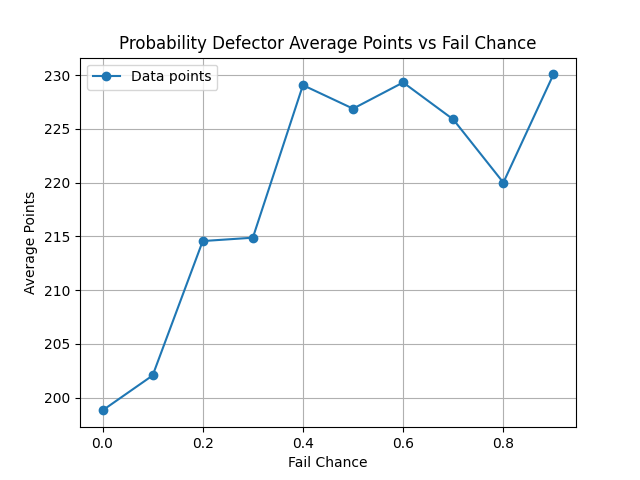 Probability Defector Average Points vs Fail Chance
Data points
230
225
220
215
210
205
200
Average Points
0.0 0.2 0.4 0.6 0.8
Fail Chance